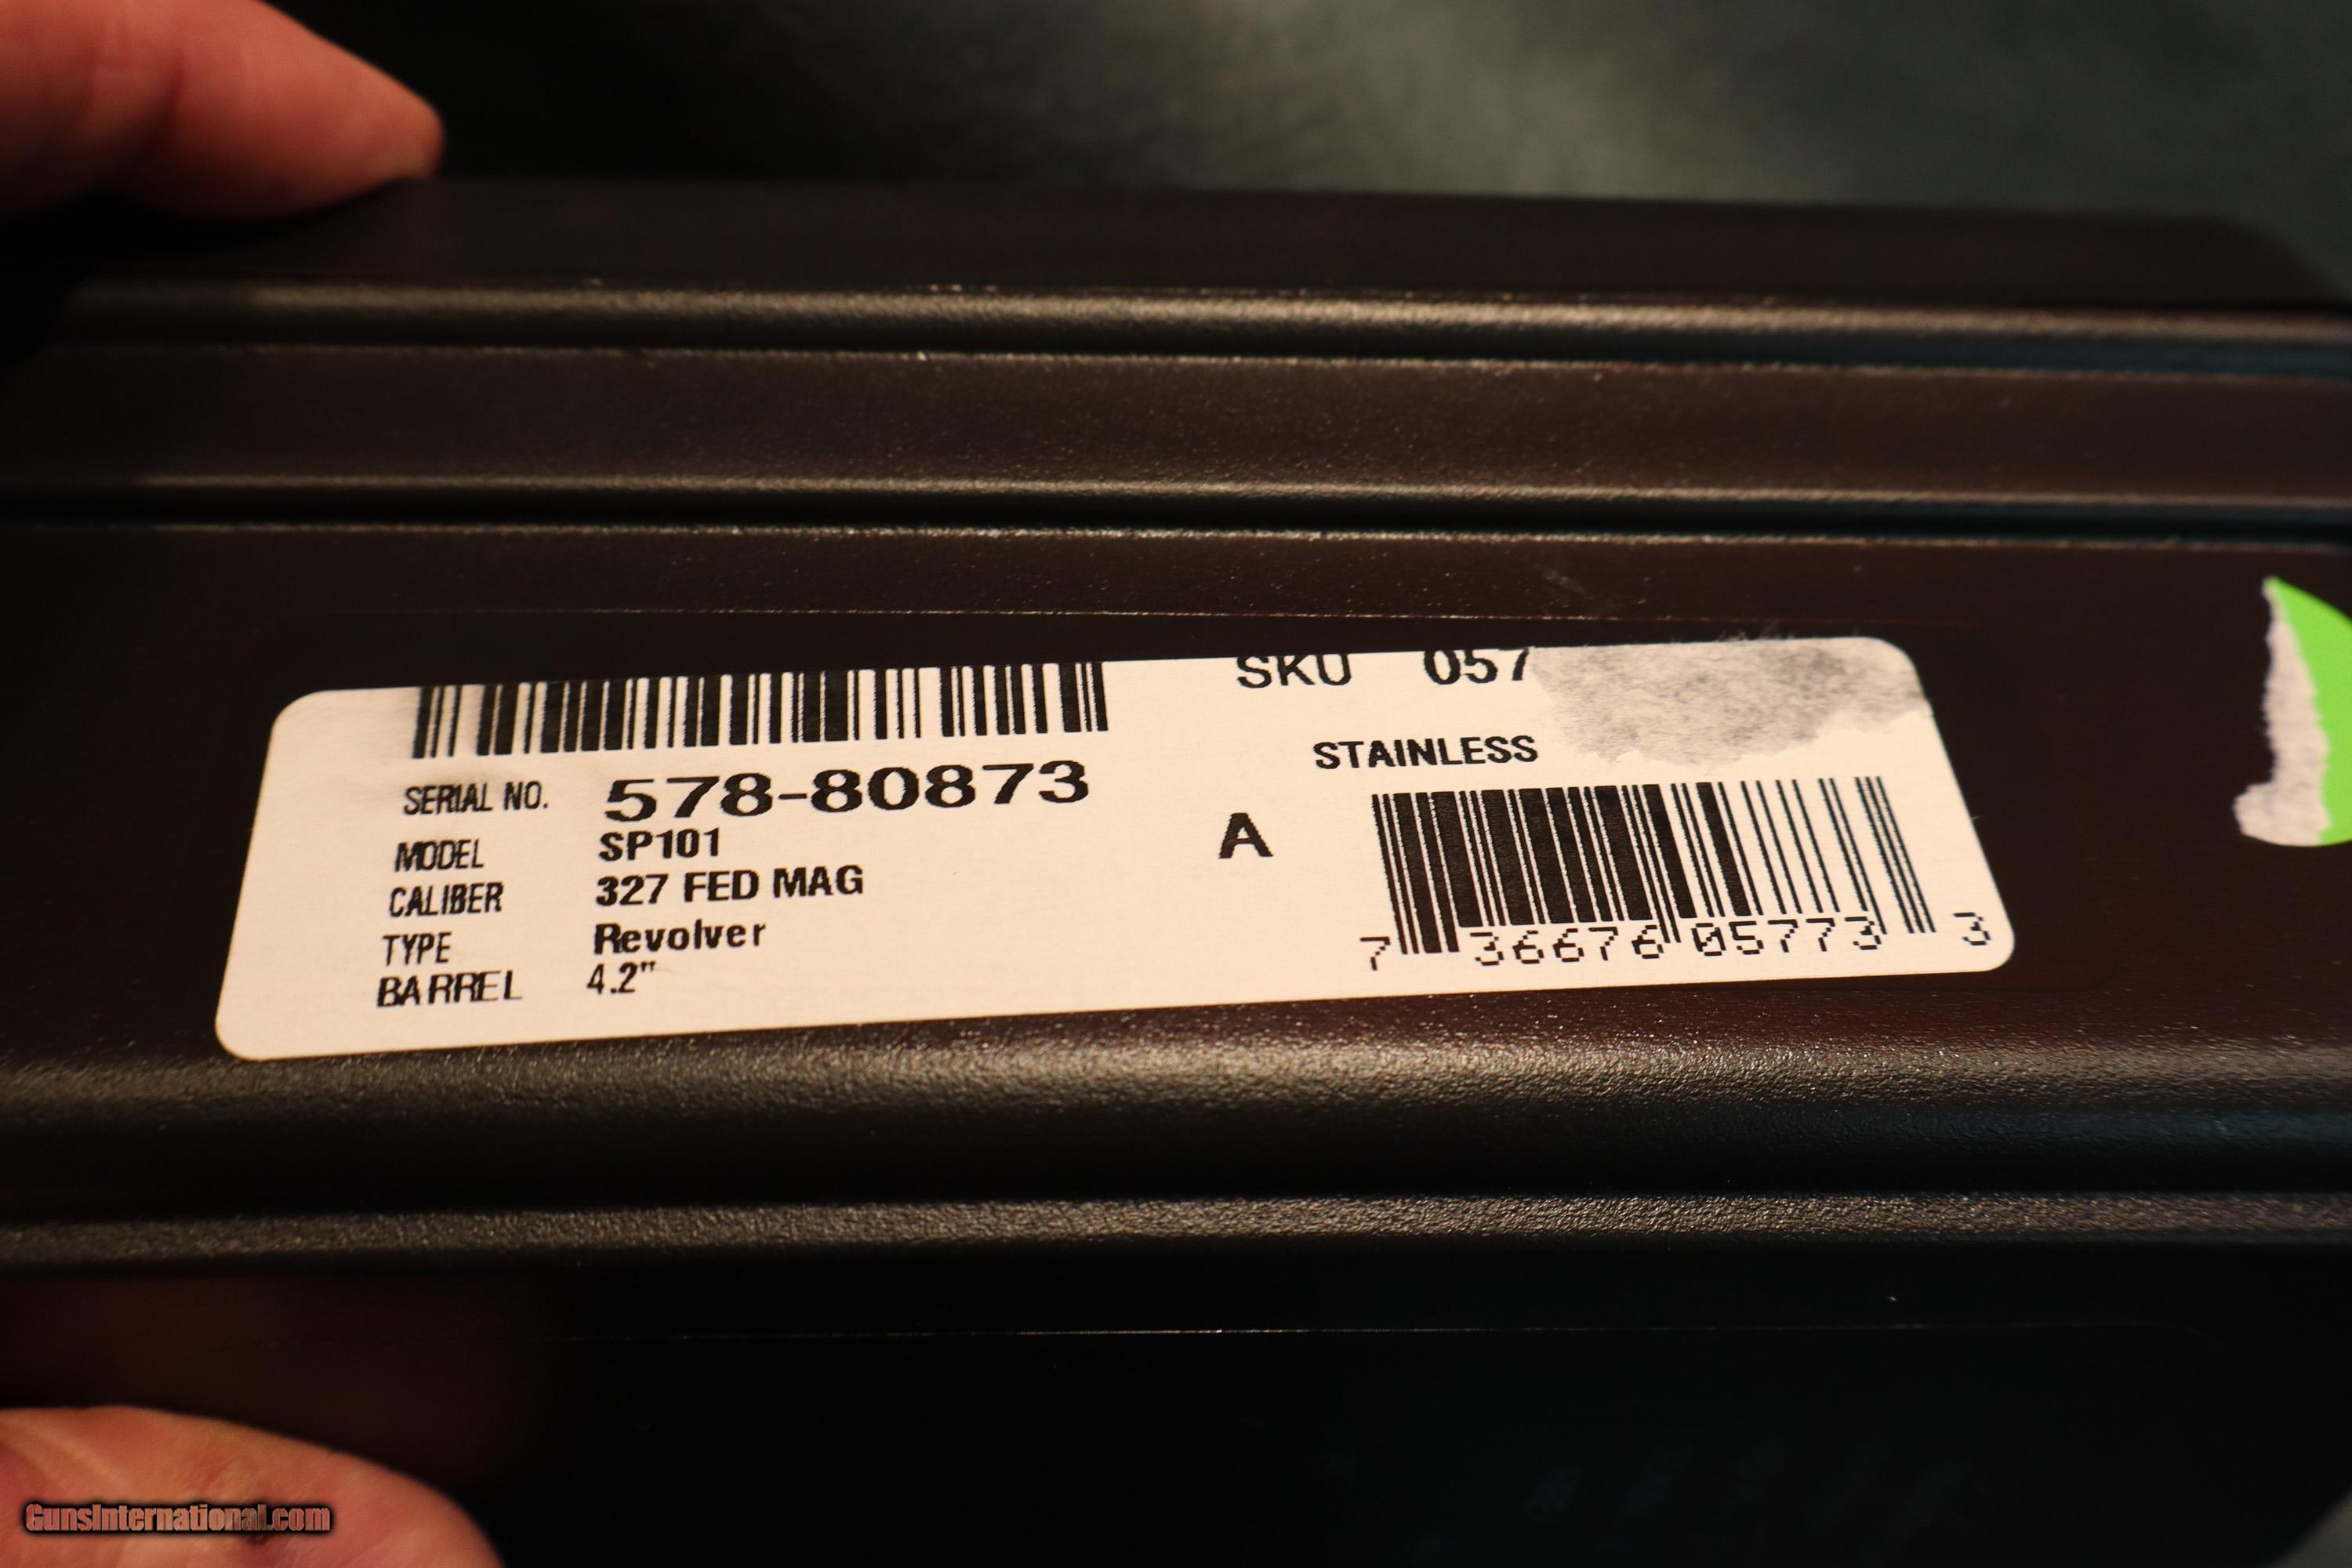 SKU 057
STAINLESS
SERIAL NO. 578-80873
MODEL SP101
CALIBER 327 FED MAG
TYPE Revolver
BARREL 4.2"
A
7 36676 05773 3
GunsInternational.com